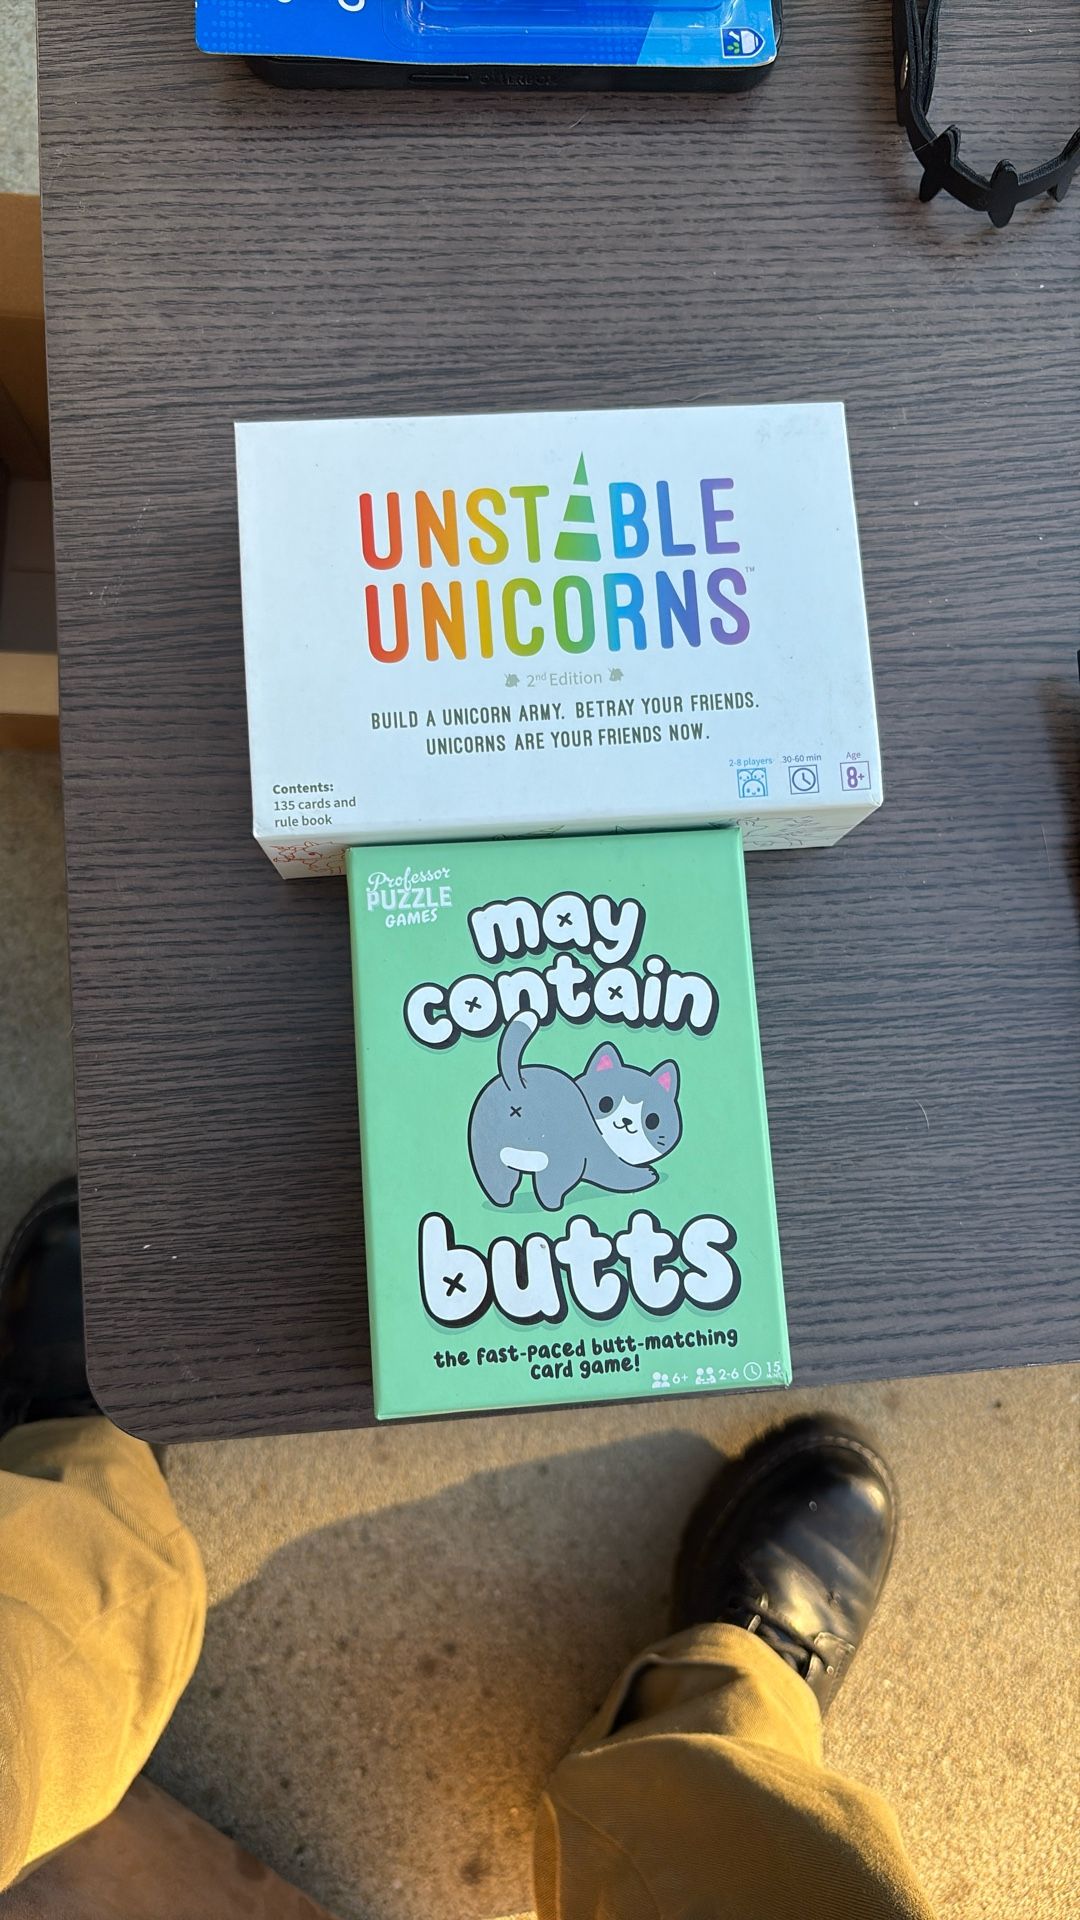 UNSTABLE
UNICORNS™
2nd Edition
BUILD A UNICORN ARMY. BETRAY YOUR FRIENDS.
UNICORNS ARE YOUR FRIENDS NOW.
2-8 players 30-60 min Age
8+
Contents:
135 cards and
rule book
Professor
PUZZLE
GAMES
may
contain
butts
the fast-paced butt-matching
card game!
6+ 2-6 15
MINS